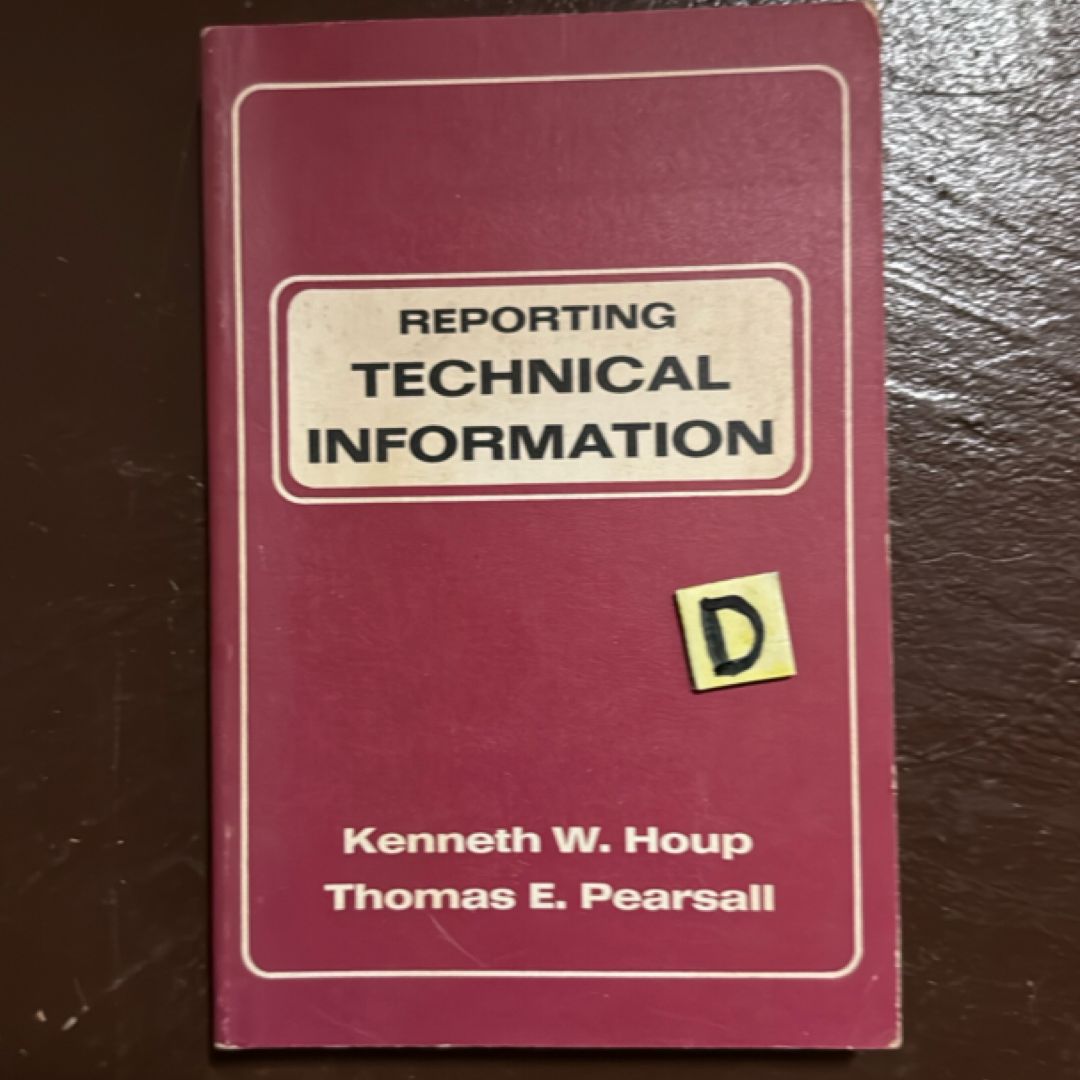 REPORTING
TECHNICAL
INFORMATION
D
Kenneth W. Houp
Thomas E. Pearsall